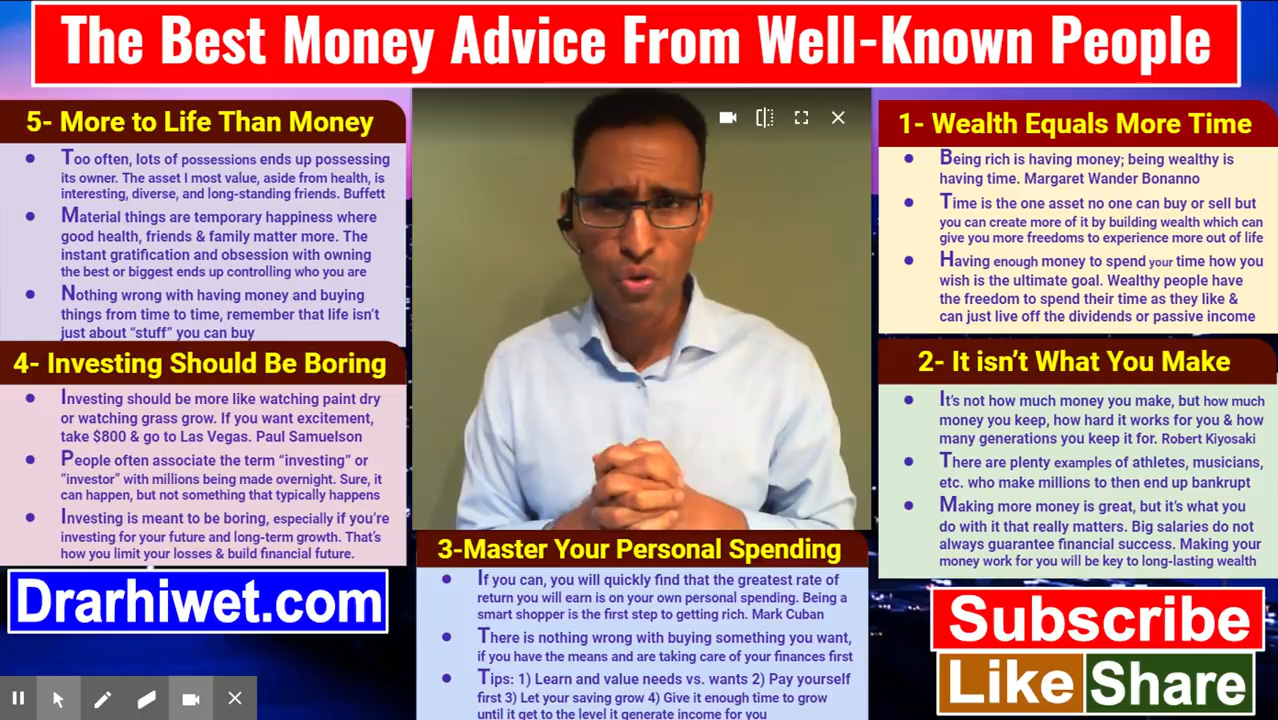 The Best Money Advice From Well-Known People
5- More to Life Than Money
Too often, lots of possessions ends up possessing
its owner. The asset I most value, aside from health, is
interesting, diverse, and long-standing friends. Buffett
Material things are temporary happiness where
good health, friends & family matter more. The
instant gratification and obsession with owning
the best or biggest ends up controlling who you are
Nothing wrong with having money and buying
things from time to time, remember that life isn't
just about "stuff" you can buy
4- Investing Should Be Boring
Investing should be more like watching paint dry
or watching grass grow. If you want excitement,
take $800 & go to Las Vegas. Paul Samuelson
People often associate the term "investing" or
"investor" with millions being made overnight. Sure, it
can happen, but not something that typically happens
Investing is meant to be boring, especially if you're
investing for your future and long-term growth. That's
how you limit your losses & build financial future.
Drarhiwet.com
3-Master Your Personal Spending
If you can, you will quickly find that the greatest rate of
return you will earn is on your own personal spending. Being a
smart shopper is the first step to getting rich. Mark Cuban
There is nothing wrong with buying something you want,
if you have the means and are taking care of your finances first
Tips: 1) Learn and value needs vs. wants 2) Pay yourself
first 3) Let your saving grow 4) Give it enough time to grow
until it get to the level it generate income for you
1- Wealth Equals More Time
Being rich is having money; being wealthy is
having time. Margaret Wander Bonanno
Time is the one asset no one can buy or sell but
you can create more of it by building wealth which can
give you more freedoms to experience more out of life
Having enough money to spend your time how you
wish is the ultimate goal. Wealthy people have
the freedom to spend their time as they like &
can just live off the dividends or passive income
2- It isn't What You Make
It's not how much money you make, but how much
money you keep, how hard it works for you & how
many generations you keep it for. Robert Kiyosaki
There are plenty examples of athletes, musicians,
etc. who make millions to then end up bankrupt
Making more money is great, but it's what you
do with it that really matters. Big salaries do not
always guarantee financial success. Making your
money work for you will be key to long-lasting wealth
Subscribe
Like Share